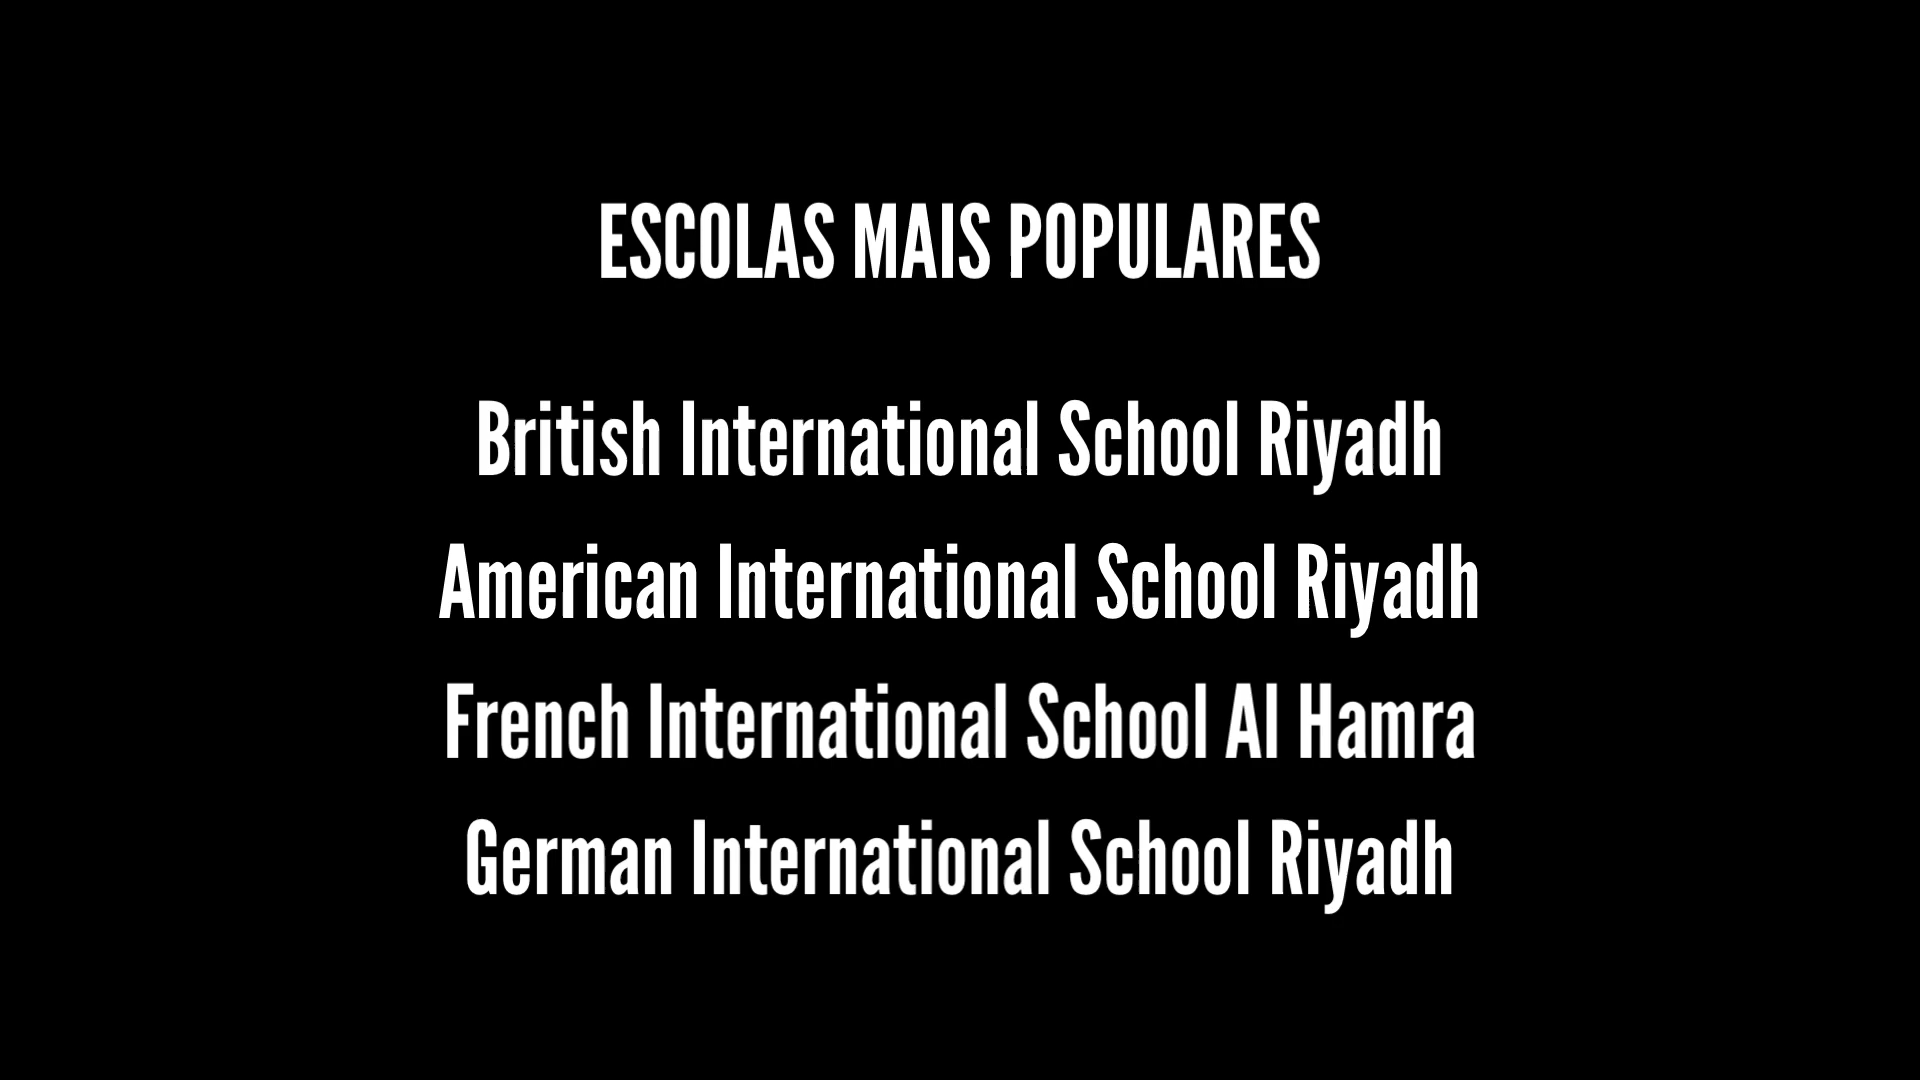 ESCOLAS MAIS POPULARES
British International School Riyadh
American International School Riyadh
French International School Al Hamra
German International School Riyadh